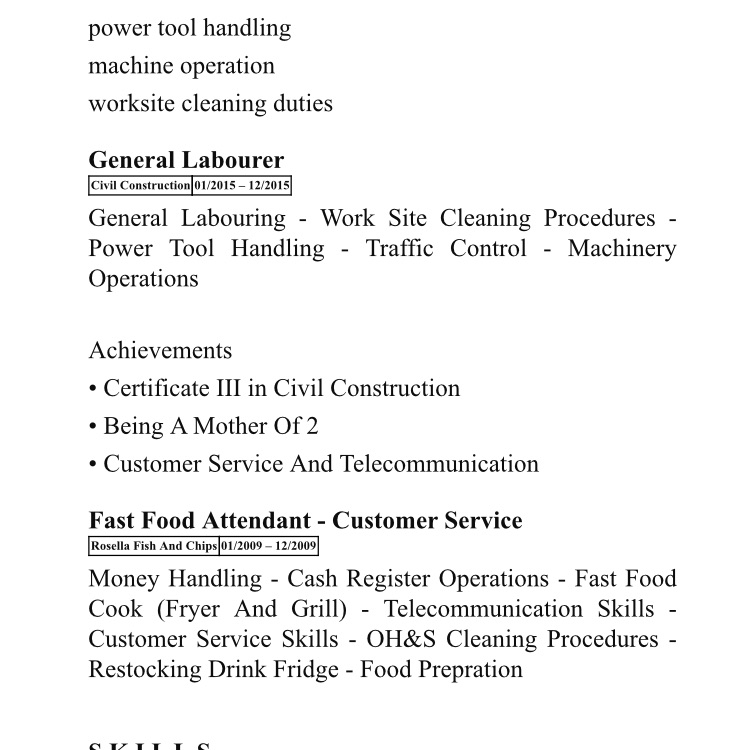 power tool handling
machine operation
worksite cleaning duties
General Labourer
Civil Construction 01/2015 – 12/2015
General Labouring - Work Site Cleaning Procedures -
Power Tool Handling - Traffic Control - Machinery
Operations
Achievements
• Certificate III in Civil Construction
• Being A Mother Of 2
• Customer Service And Telecommunication
Fast Food Attendant - Customer Service
Rosella Fish And Chips 01/2009 – 12/2009
Money Handling - Cash Register Operations - Fast Food
Cook (Fryer And Grill) - Telecommunication Skills -
Customer Service Skills - OH&S Cleaning Procedures -
Restocking Drink Fridge - Food Prepration
SKILLS